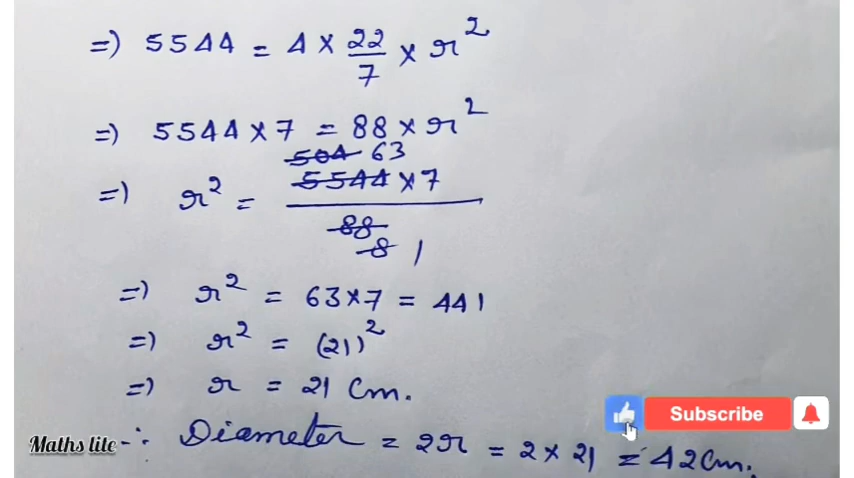 =) 5544 = 4 × 22/7 × r²
=) 5544 × 7 = 88 × r²
504 63
=) r² = 5544 × 7
88
8 1
=) r² = 63×7 = 441
=) r² = (21)²
=) r = 21 Cm.
Subscribe
Maths lite
∴ Diameter = 2r = 2 × 21 = 42Cm.